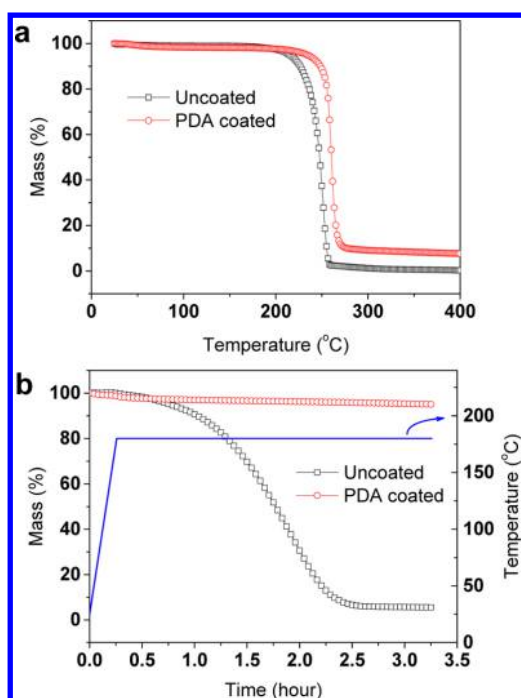 a
100
80
60
40
20
0
Mass (%)
Uncoated
PDA coated
0 100 200 300 400
Temperature (°C)
b
100
80
60
40
20
0
Mass (%)
Uncoated
PDA coated
200
150
100
50
0
Temperature (°C)
0.0 0.5 1.0 1.5 2.0 2.5 3.0 3.5
Time (hour)